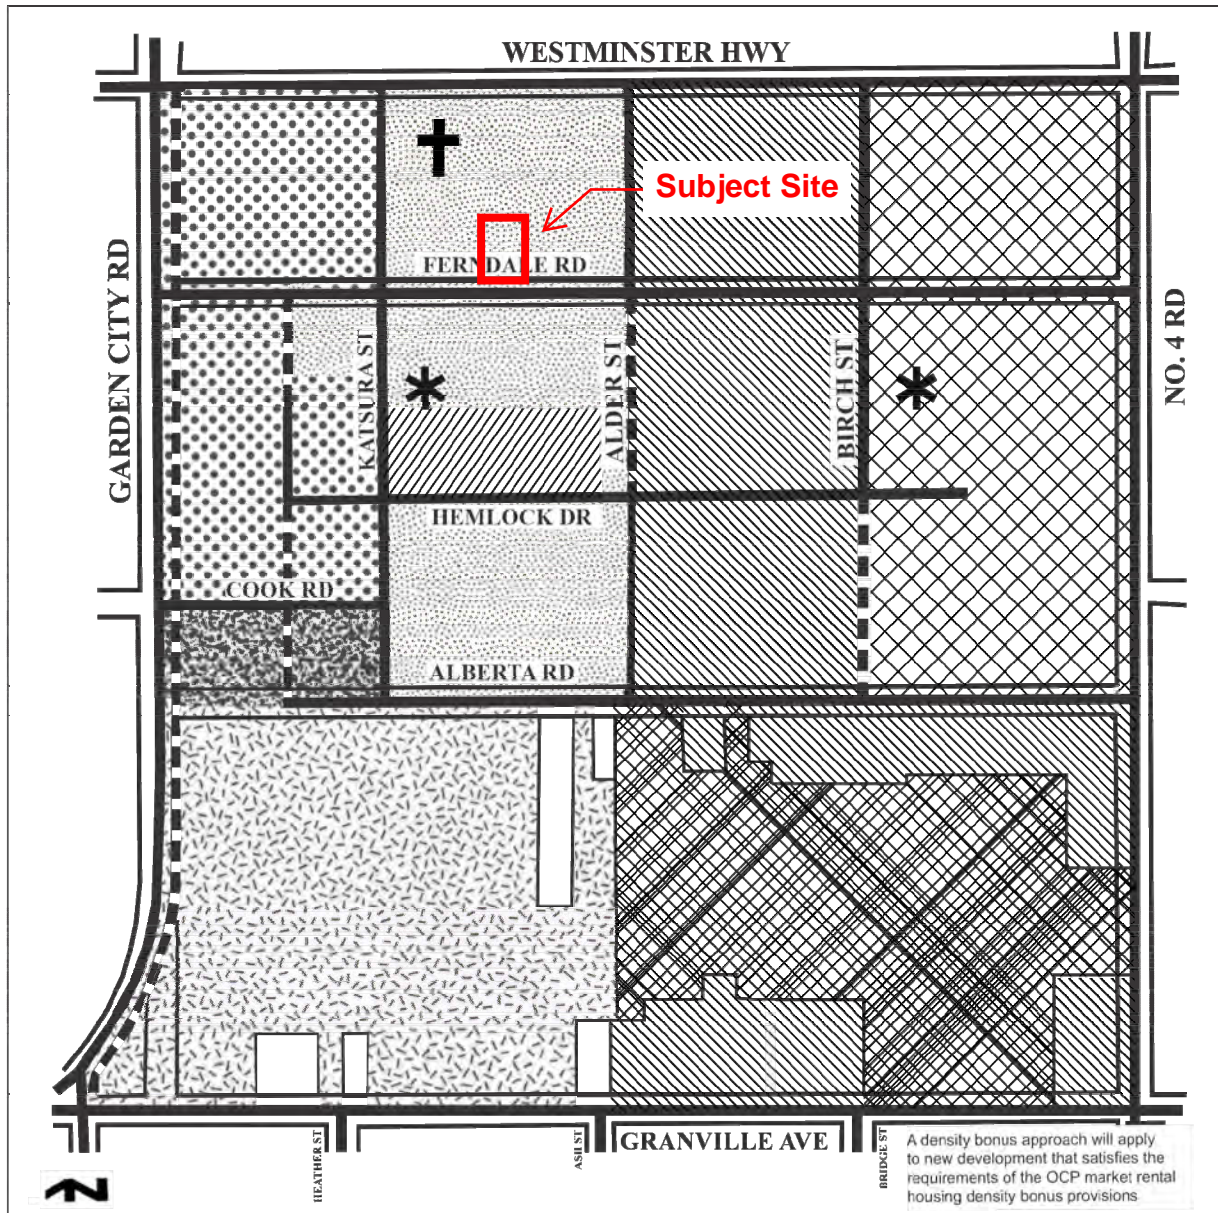 WESTMINSTER HWY
Subject Site
FERNDALE RD
GARDEN CITY RD
KATSURA ST
ALDER ST
BIRCH ST
NO. 4 RD
HEMLOCK DR
COOK RD
ALBERTA RD
HEATHER ST
ASH ST
GRANVILLE AVE
BRIDGE ST
A density bonus approach will apply
to new development that satisfies the
requirements of the OCP market rental
housing density bonus provisions